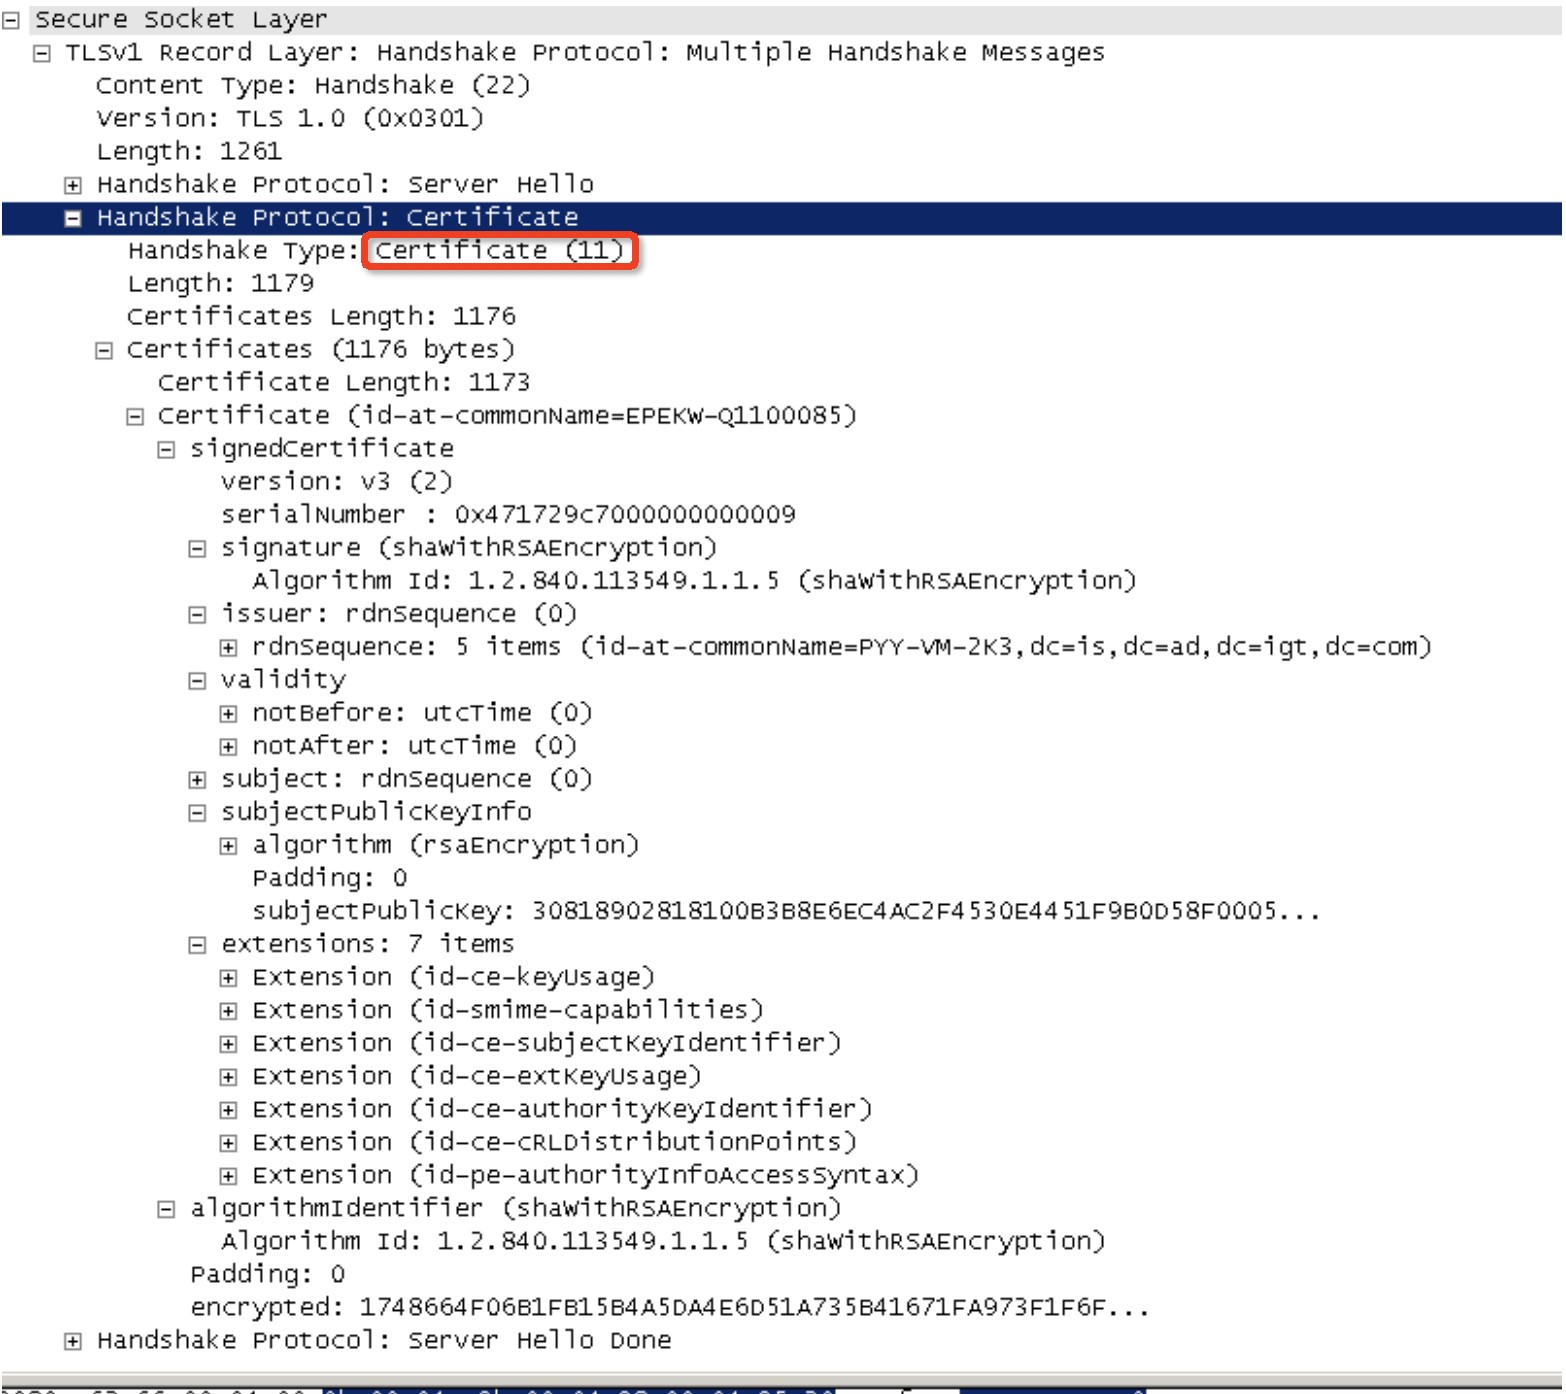 Secure Socket Layer
TLSv1 Record Layer: Handshake Protocol: Multiple Handshake Messages
Content Type: Handshake (22)
Version: TLS 1.0 (0x0301)
Length: 1261
Handshake Protocol: Server Hello
Handshake Protocol: Certificate
Handshake Type: Certificate (11)
Length: 1179
Certificates Length: 1176
Certificates (1176 bytes)
Certificate Length: 1173
Certificate (id-at-commonName=EPEKW-Q1100085)
signedCertificate
version: v3 (2)
serialNumber : 0x471729c7000000000009
signature (shaWithRSAEncryption)
Algorithm Id: 1.2.840.113549.1.1.5 (shaWithRSAEncryption)
issuer: rdnSequence (0)
rdnSequence: 5 items (id-at-commonName=PYY-VM-2K3,dc=is,dc=ad,dc=igt,dc=com)
validity
notBefore: utcTime (0)
notAfter: utcTime (0)
subject: rdnSequence (0)
subjectPublicKeyInfo
algorithm (rsaEncryption)
Padding: 0
subjectPublicKey: 30818902818100B3B8E6EC4AC2F4530E4451F9B0D58F0005...
extensions: 7 items
Extension (id-ce-keyUsage)
Extension (id-smime-capabilities)
Extension (id-ce-subjectKeyIdentifier)
Extension (id-ce-extKeyUsage)
Extension (id-ce-authorityKeyIdentifier)
Extension (id-ce-cRLDistributionPoints)
Extension (id-pe-authorityInfoAccessSyntax)
algorithmIdentifier (shaWithRSAEncryption)
Algorithm Id: 1.2.840.113549.1.1.5 (shaWithRSAEncryption)
Padding: 0
encrypted: 1748664F06B1FB15B4A5DA4E6D51A735B41671FA973F1F6F...
Handshake Protocol: Server Hello Done